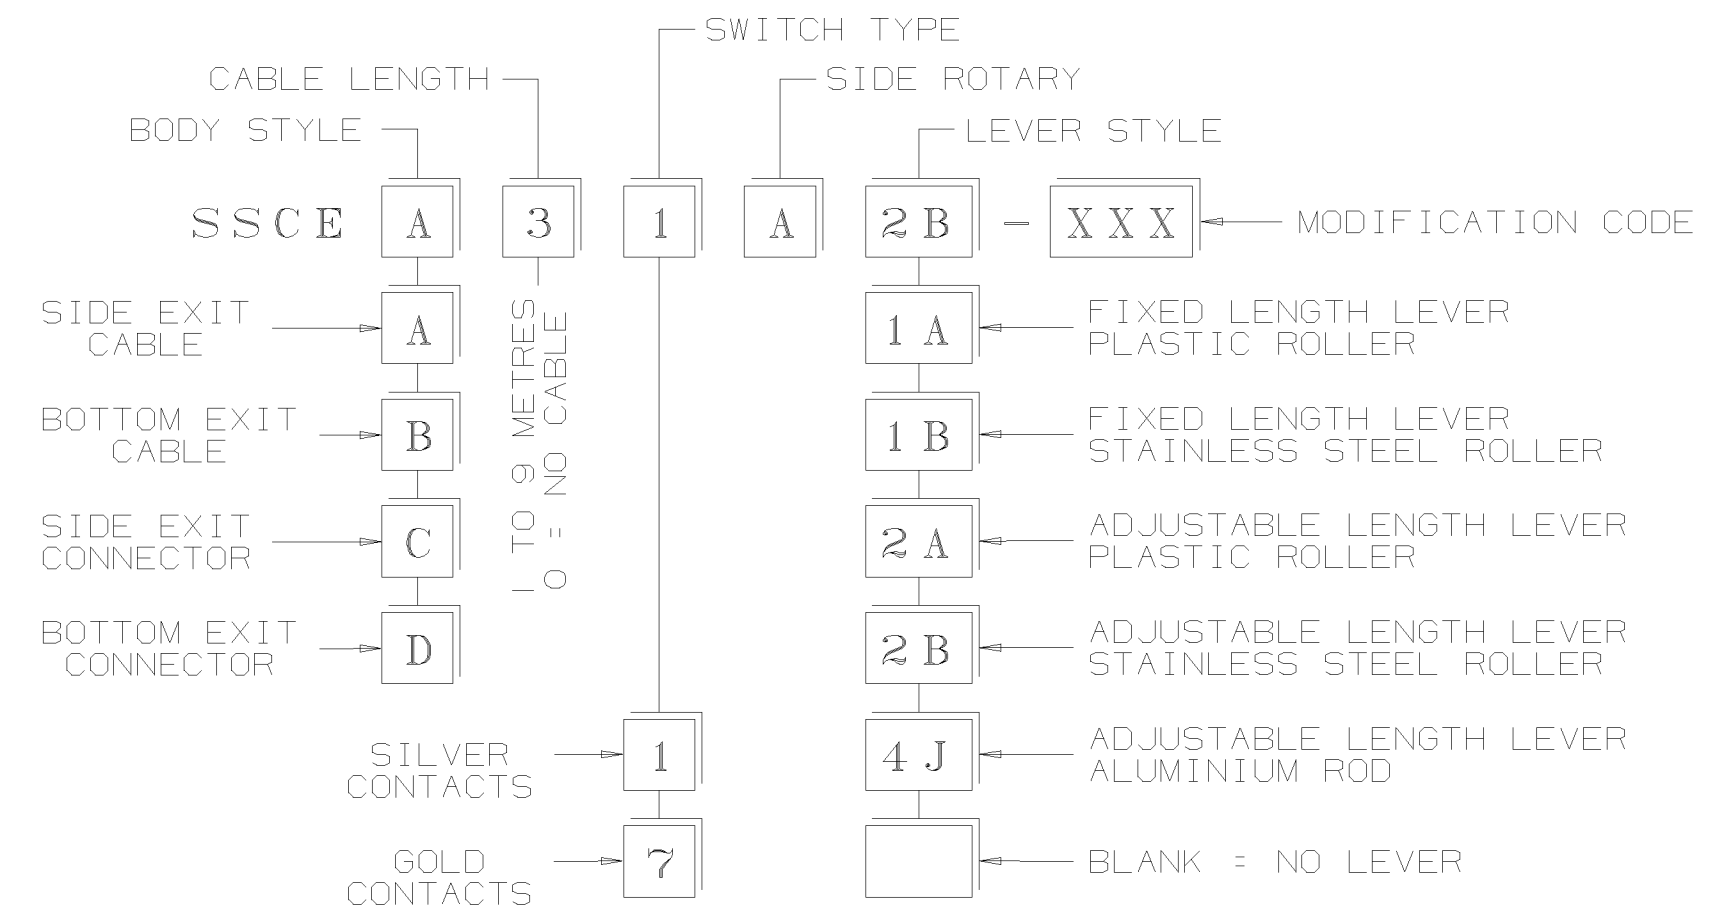 SWITCH TYPE
CABLE LENGTH
SIDE ROTARY
BODY STYLE
LEVER STYLE
SSCE A 3 1 A 2B - XXX MODIFICATION CODE
1 TO 9 METRES
0 = NO CABLE
SIDE EXIT
CABLE
A
BOTTOM EXIT
CABLE
B
SIDE EXIT
CONNECTOR
C
BOTTOM EXIT
CONNECTOR
D
SILVER
CONTACTS
1
GOLD
CONTACTS
7
1A
FIXED LENGTH LEVER
PLASTIC ROLLER
1B
FIXED LENGTH LEVER
STAINLESS STEEL ROLLER
2A
ADJUSTABLE LENGTH LEVER
PLASTIC ROLLER
2B
ADJUSTABLE LENGTH LEVER
STAINLESS STEEL ROLLER
4J
ADJUSTABLE LENGTH LEVER
ALUMINIUM ROD
BLANK = NO LEVER